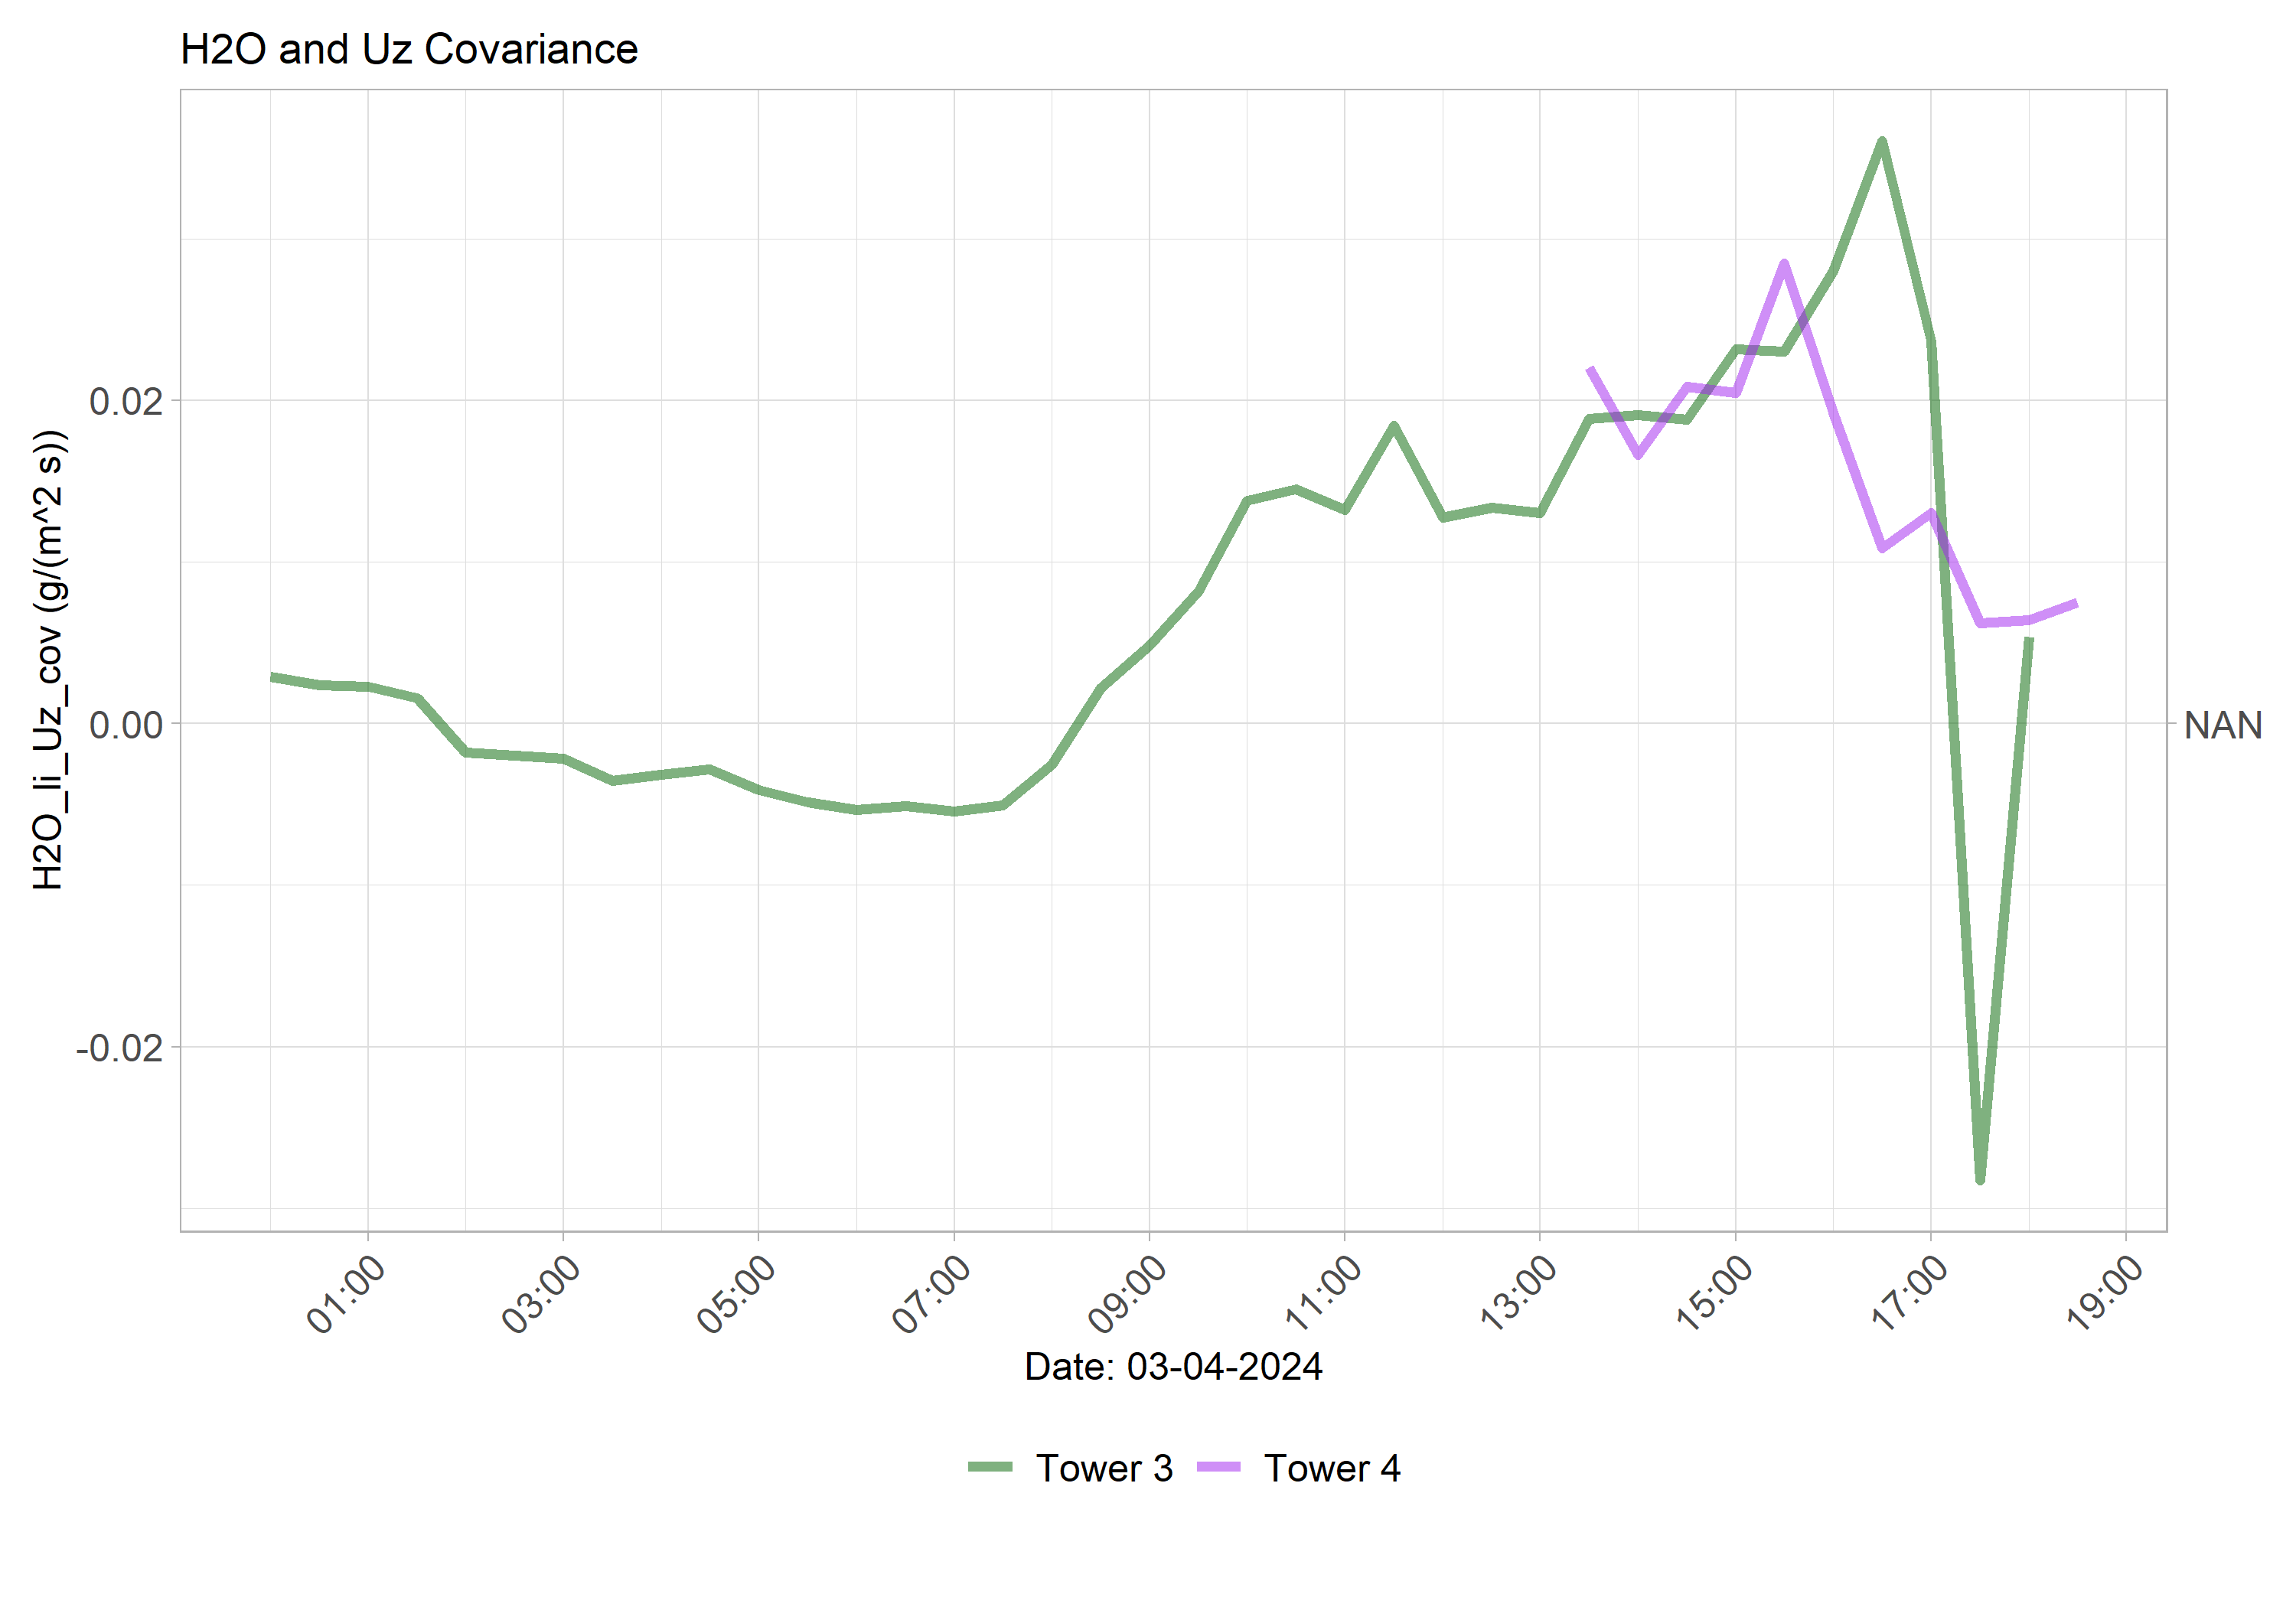 H2O and Uz Covariance
H2O_li_Uz_cov (g/(m^2 s))
0.02
0.00
-0.02
NAN
01:00
03:00
05:00
07:00
09:00
11:00
13:00
15:00
17:00
19:00
Date: 03-04-2024
Tower 3
Tower 4